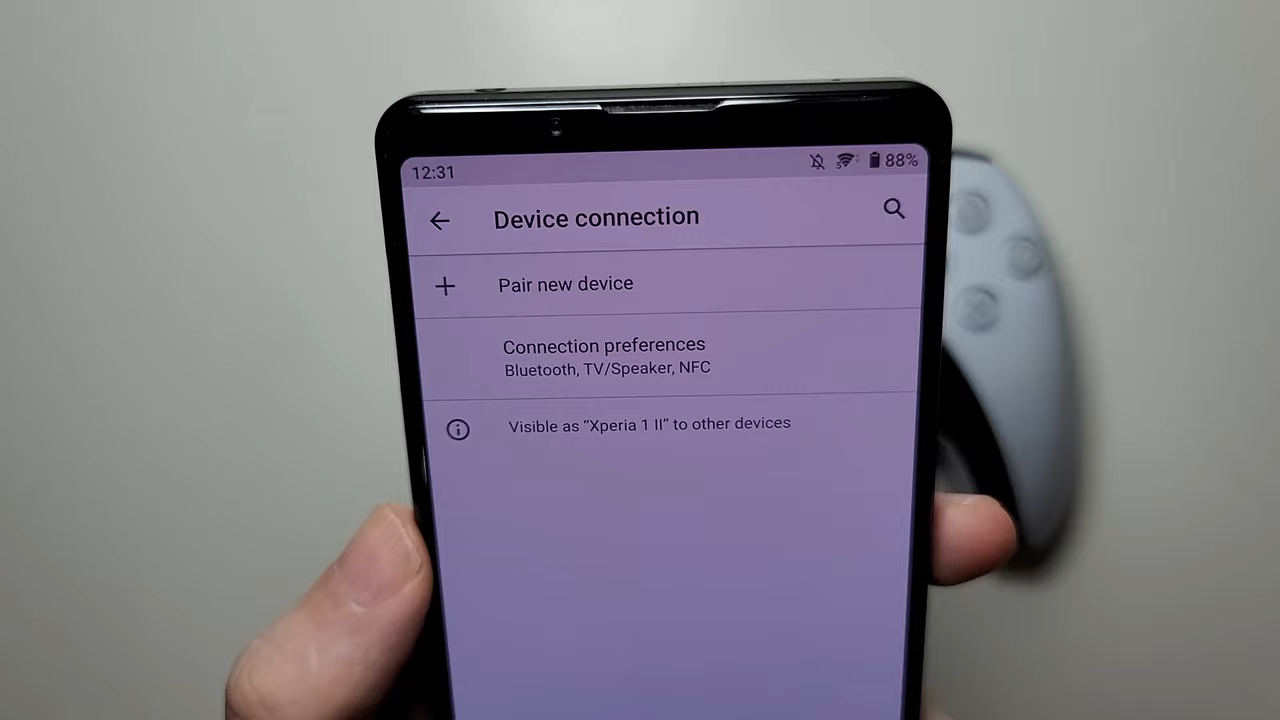 12:31
88%
Device connection
Pair new device
Connection preferences
Bluetooth, TV/Speaker, NFC
Visible as “Xperia 1 II” to other devices